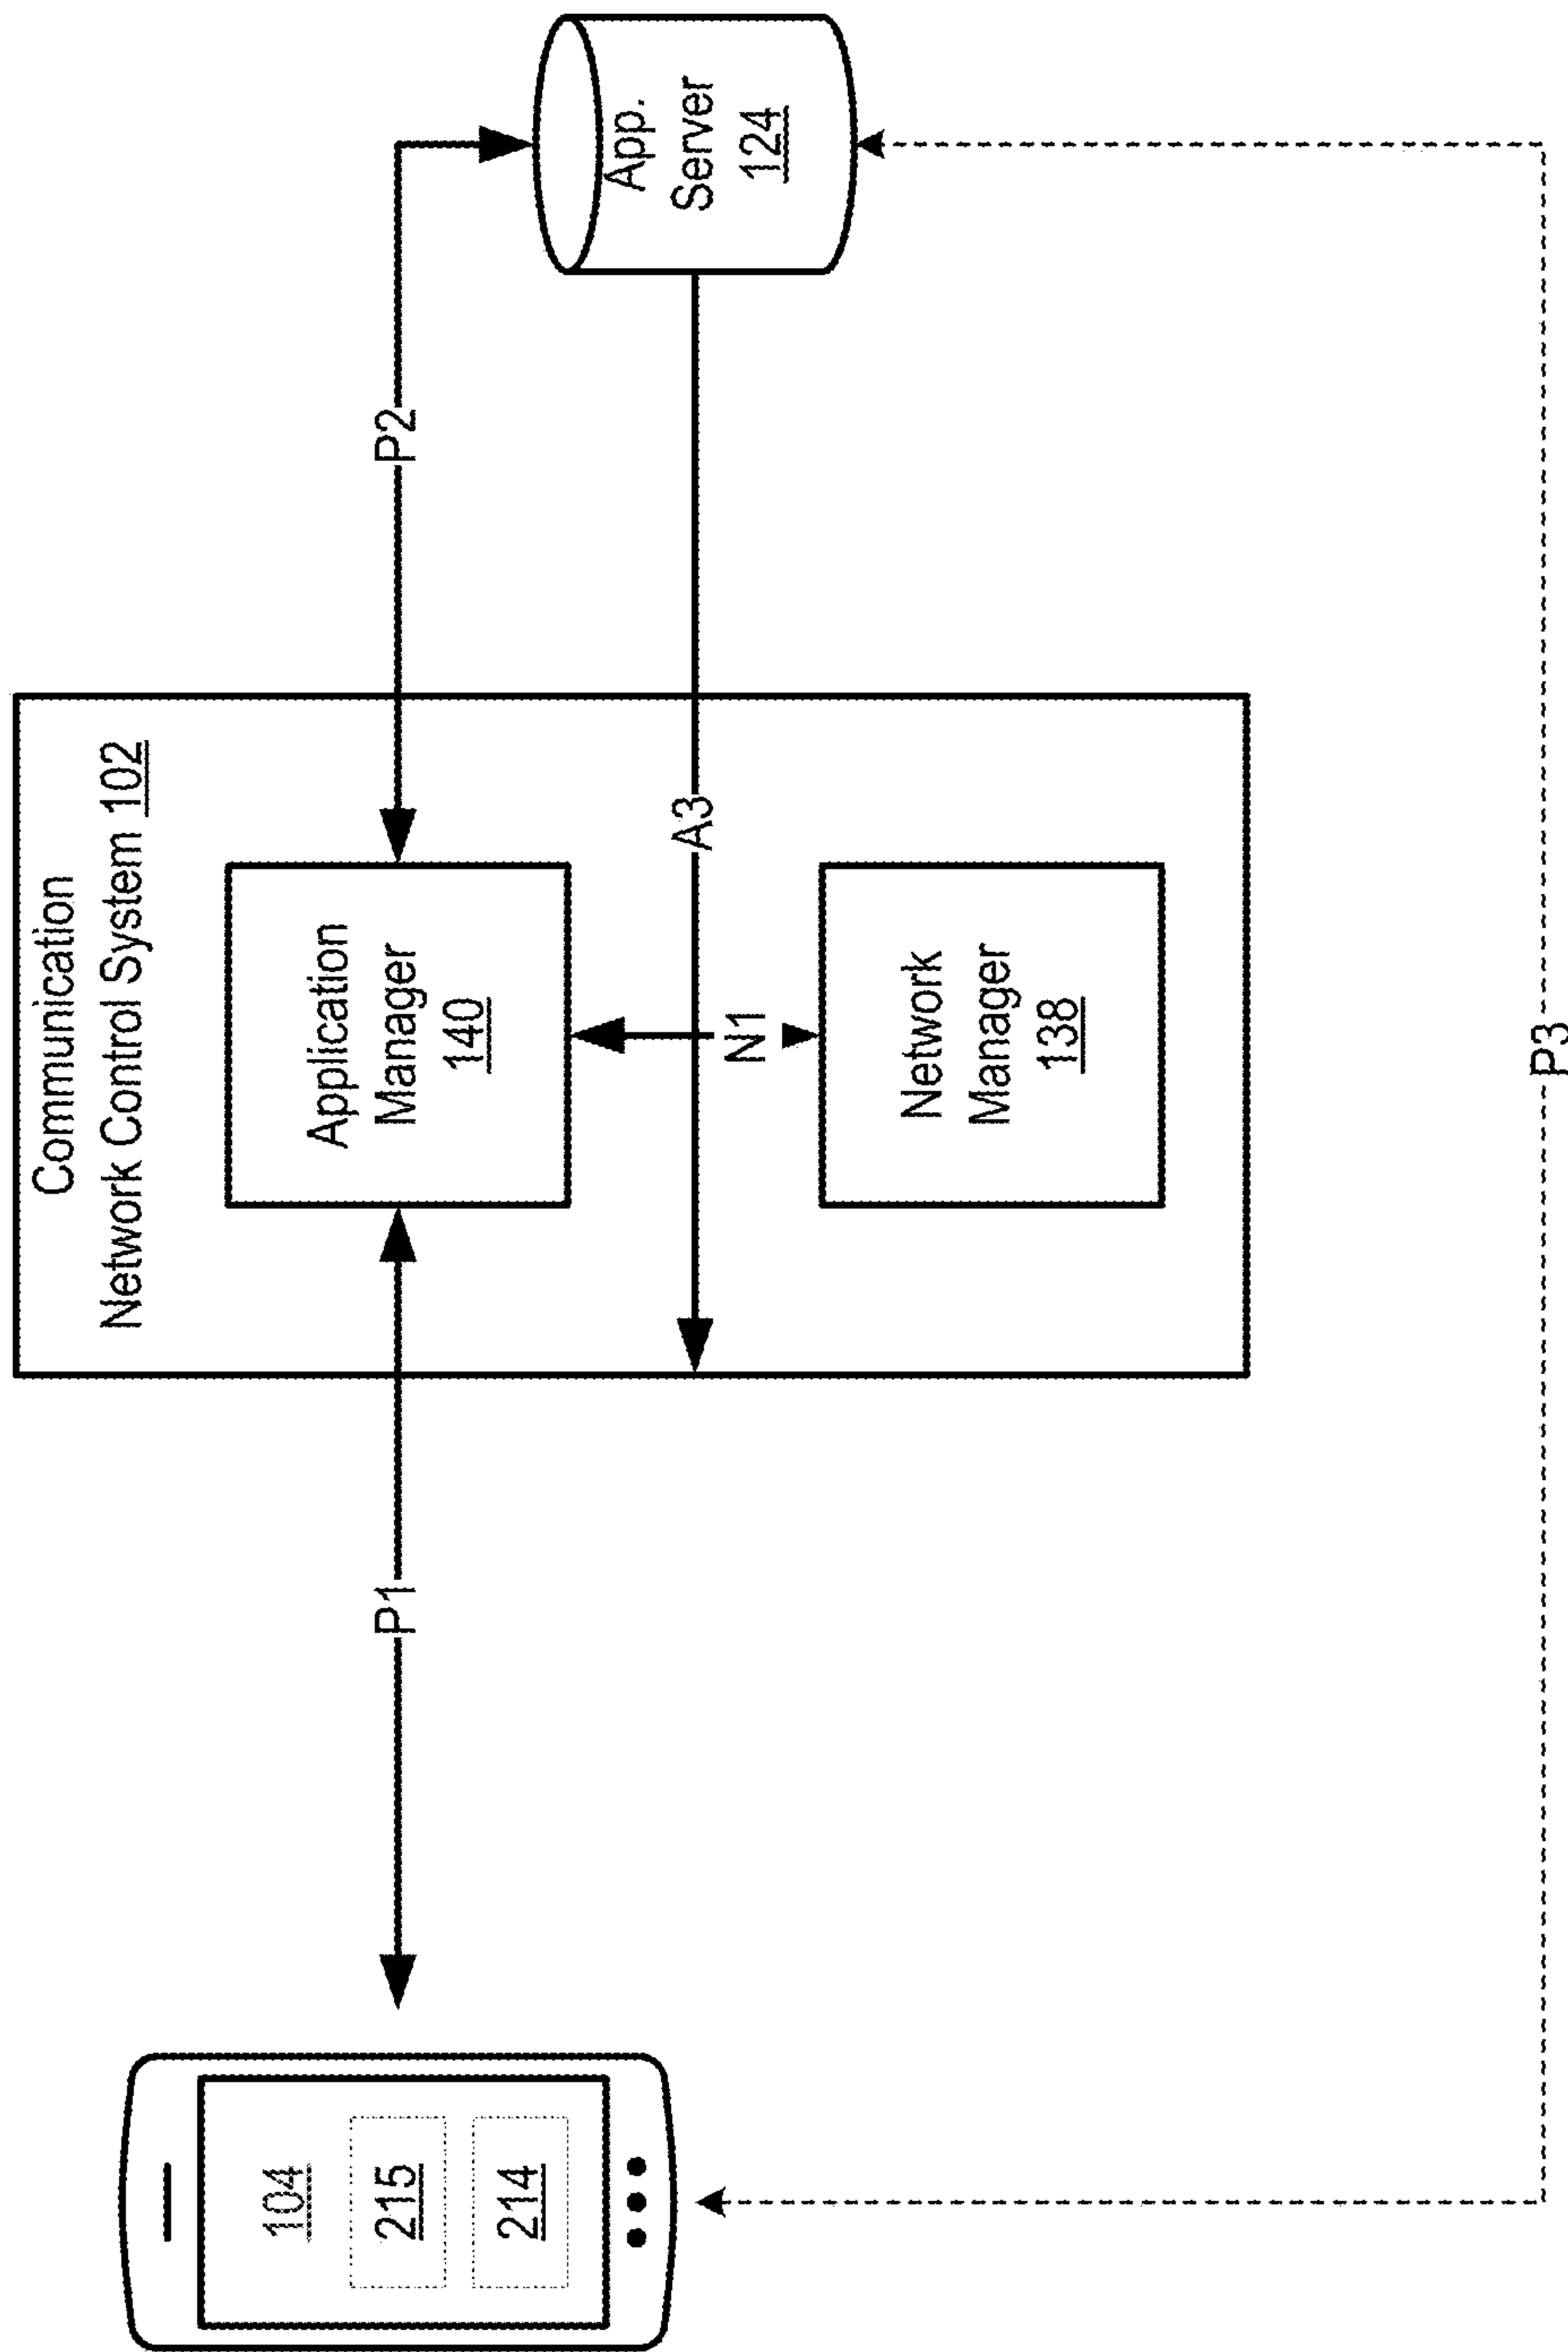 Communication
Network Control System 102
104
215
214
P1
Application
Manager
140
P2
A3
N1
Network
Manager
138
App.
Server
124
P3